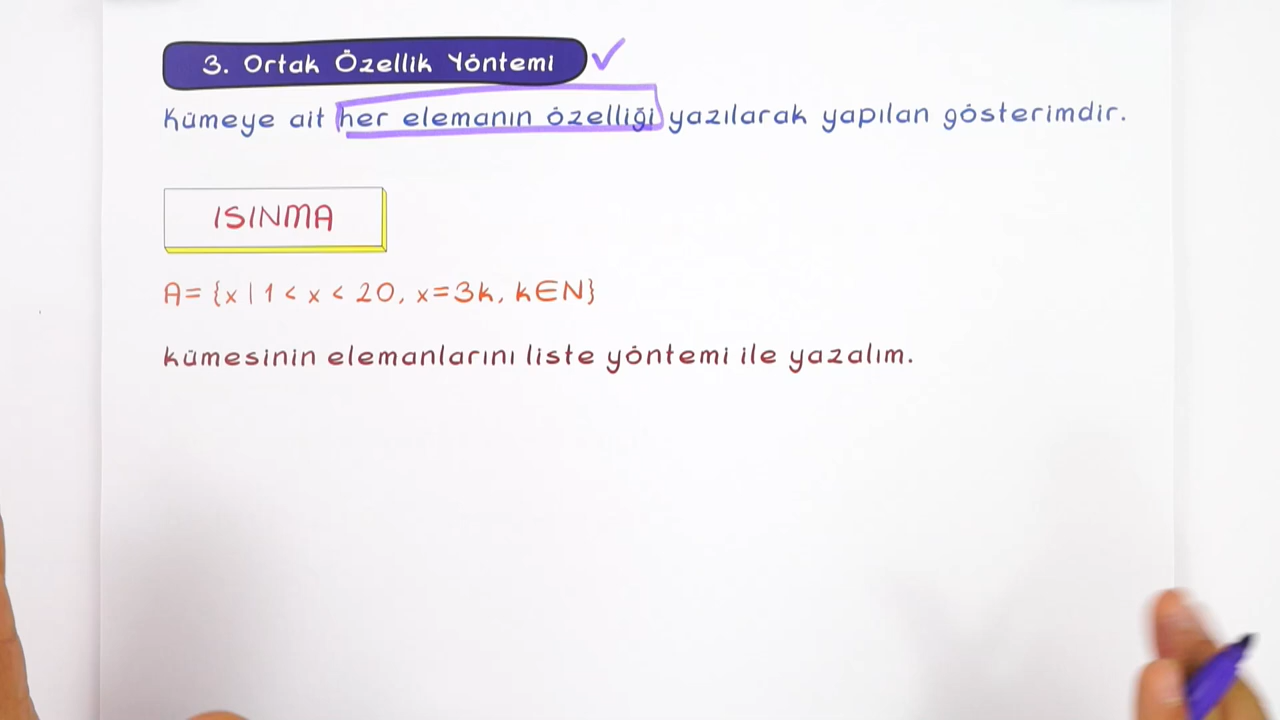 3. Ortak Özellik Yöntemi
Kümeye ait her elemanın özelliği yazılarak yapılan gösterimdir.
ISINMA
A= {x | 1 < x < 20, x=3k, k∈N}
kümesinin elemanlarını liste yöntemi ile yazalım.